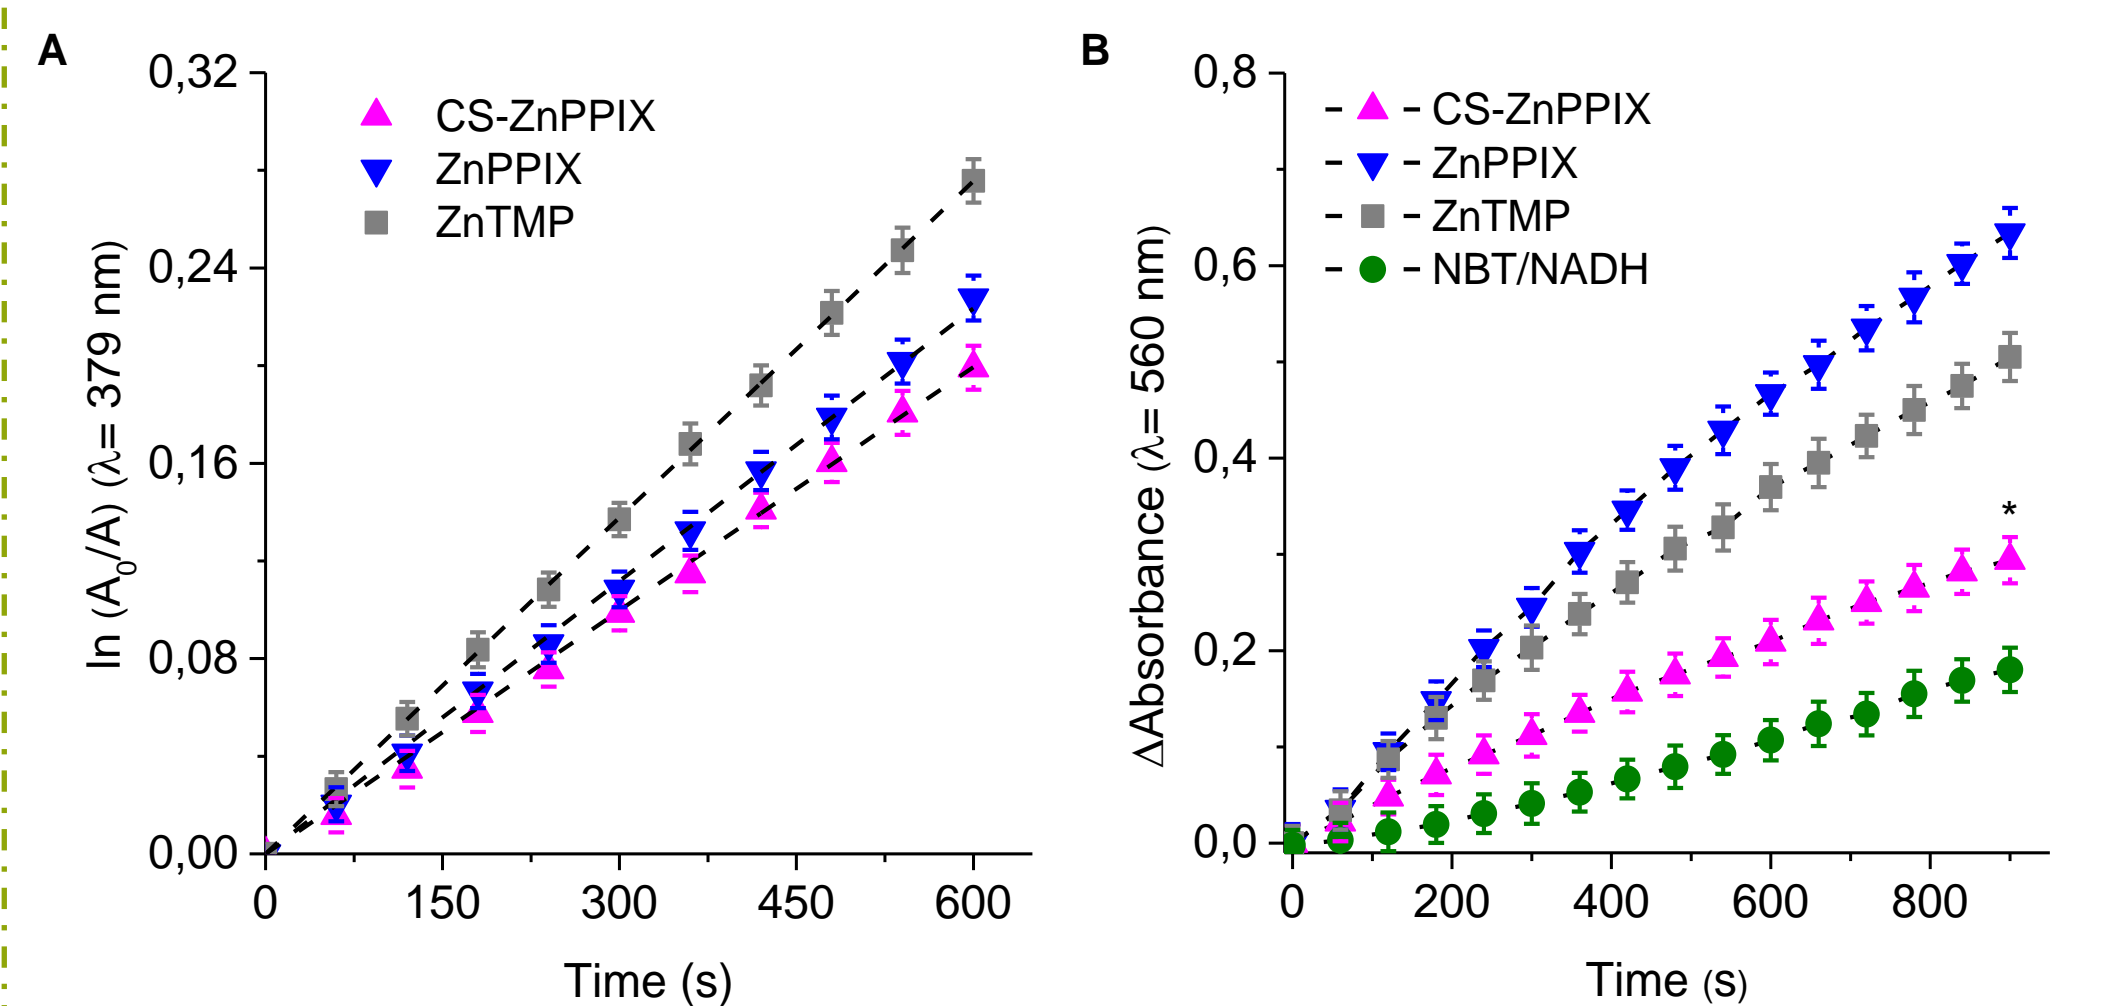 A
0,32
0,24
0,16
0,08
0,00
ln (A0/A) (λ= 379 nm)
CS-ZnPPIX
ZnPPIX
ZnTMP
0 150 300 450 600
Time (s)
B
0,8
0,6
0,4
0,2
0,0
ΔAbsorbance (λ= 560 nm)
CS-ZnPPIX
ZnPPIX
ZnTMP
NBT/NADH
*
0 200 400 600 800
Time (s)